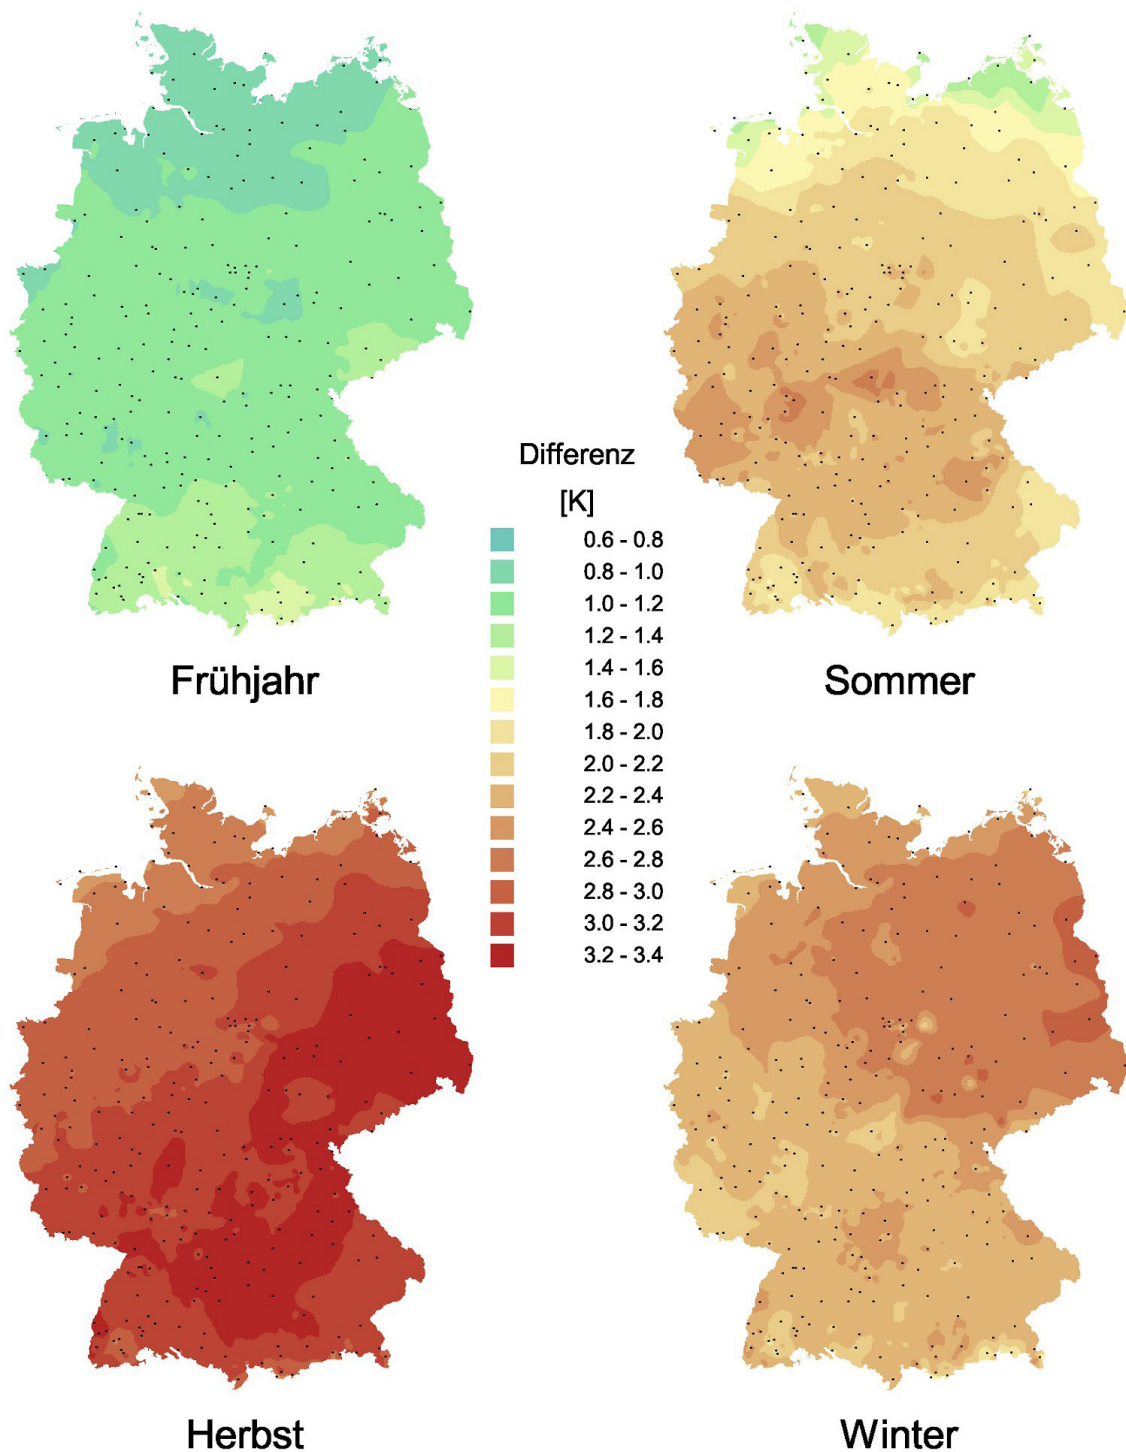 Differenz
[K]
0.6 - 0.8
0.8 - 1.0
1.0 - 1.2
1.2 - 1.4
1.4 - 1.6
1.6 - 1.8
1.8 - 2.0
2.0 - 2.2
2.2 - 2.4
2.4 - 2.6
2.6 - 2.8
2.8 - 3.0
3.0 - 3.2
3.2 - 3.4
Frühjahr
Sommer
Herbst
Winter